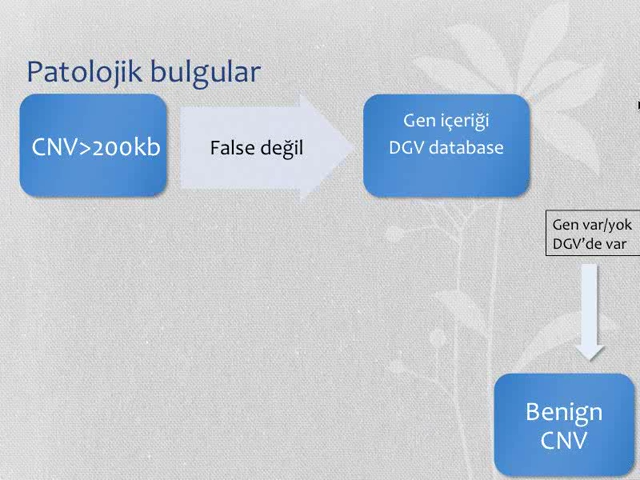 Patolojik bulgular
CNV>200kb
False değil
Gen içeriği
DGV database
Gen var/yok
DGV’de var
Benign
CNV